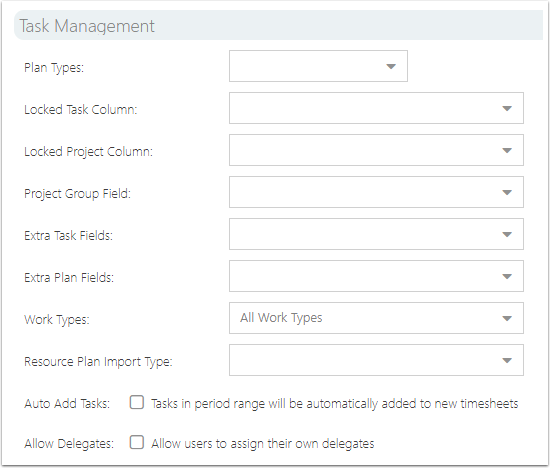 Task Management
Plan Types:
Locked Task Column:
Locked Project Column:
Project Group Field:
Extra Task Fields:
Extra Plan Fields:
Work Types: All Work Types
Resource Plan Import Type:
Auto Add Tasks: Tasks in period range will be automatically added to new timesheets
Allow Delegates: Allow users to assign their own delegates